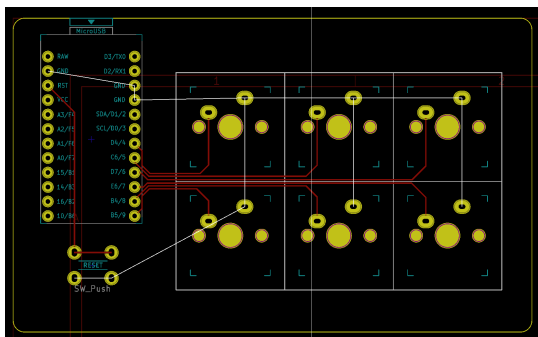 MicroUSB
RAW D3/TX0
GND D2/RX1
RST GND
VCC GND
A3/F4 SDA/D1/2
A2/F5 SCL/D0/3
A1/F6 D4/4
A0/F7 C6/5
15/B1 D7/6
14/B3 E6/7
16/B2 B4/8
10/B6 B5/9
RESET
SW_Push